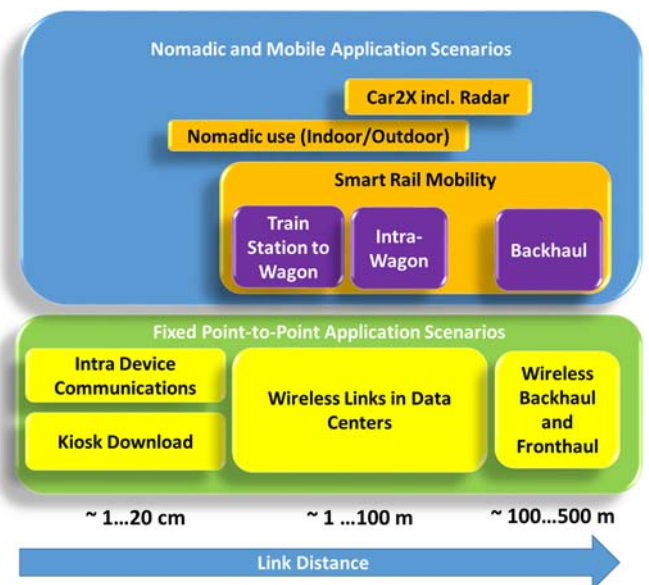 Nomadic and Mobile Application Scenarios
Car2X incl. Radar
Nomadic use (Indoor/Outdoor)
Smart Rail Mobility
Train
Station to
Wagon
Intra-
Wagon
Backhaul
Fixed Point-to-Point Application Scenarios
Intra Device
Communications
Kiosk Download
Wireless Links in Data
Centers
Wireless
Backhaul
and
Fronthaul
~ 1...20 cm
~ 1 ...100 m
~ 100...500 m
Link Distance